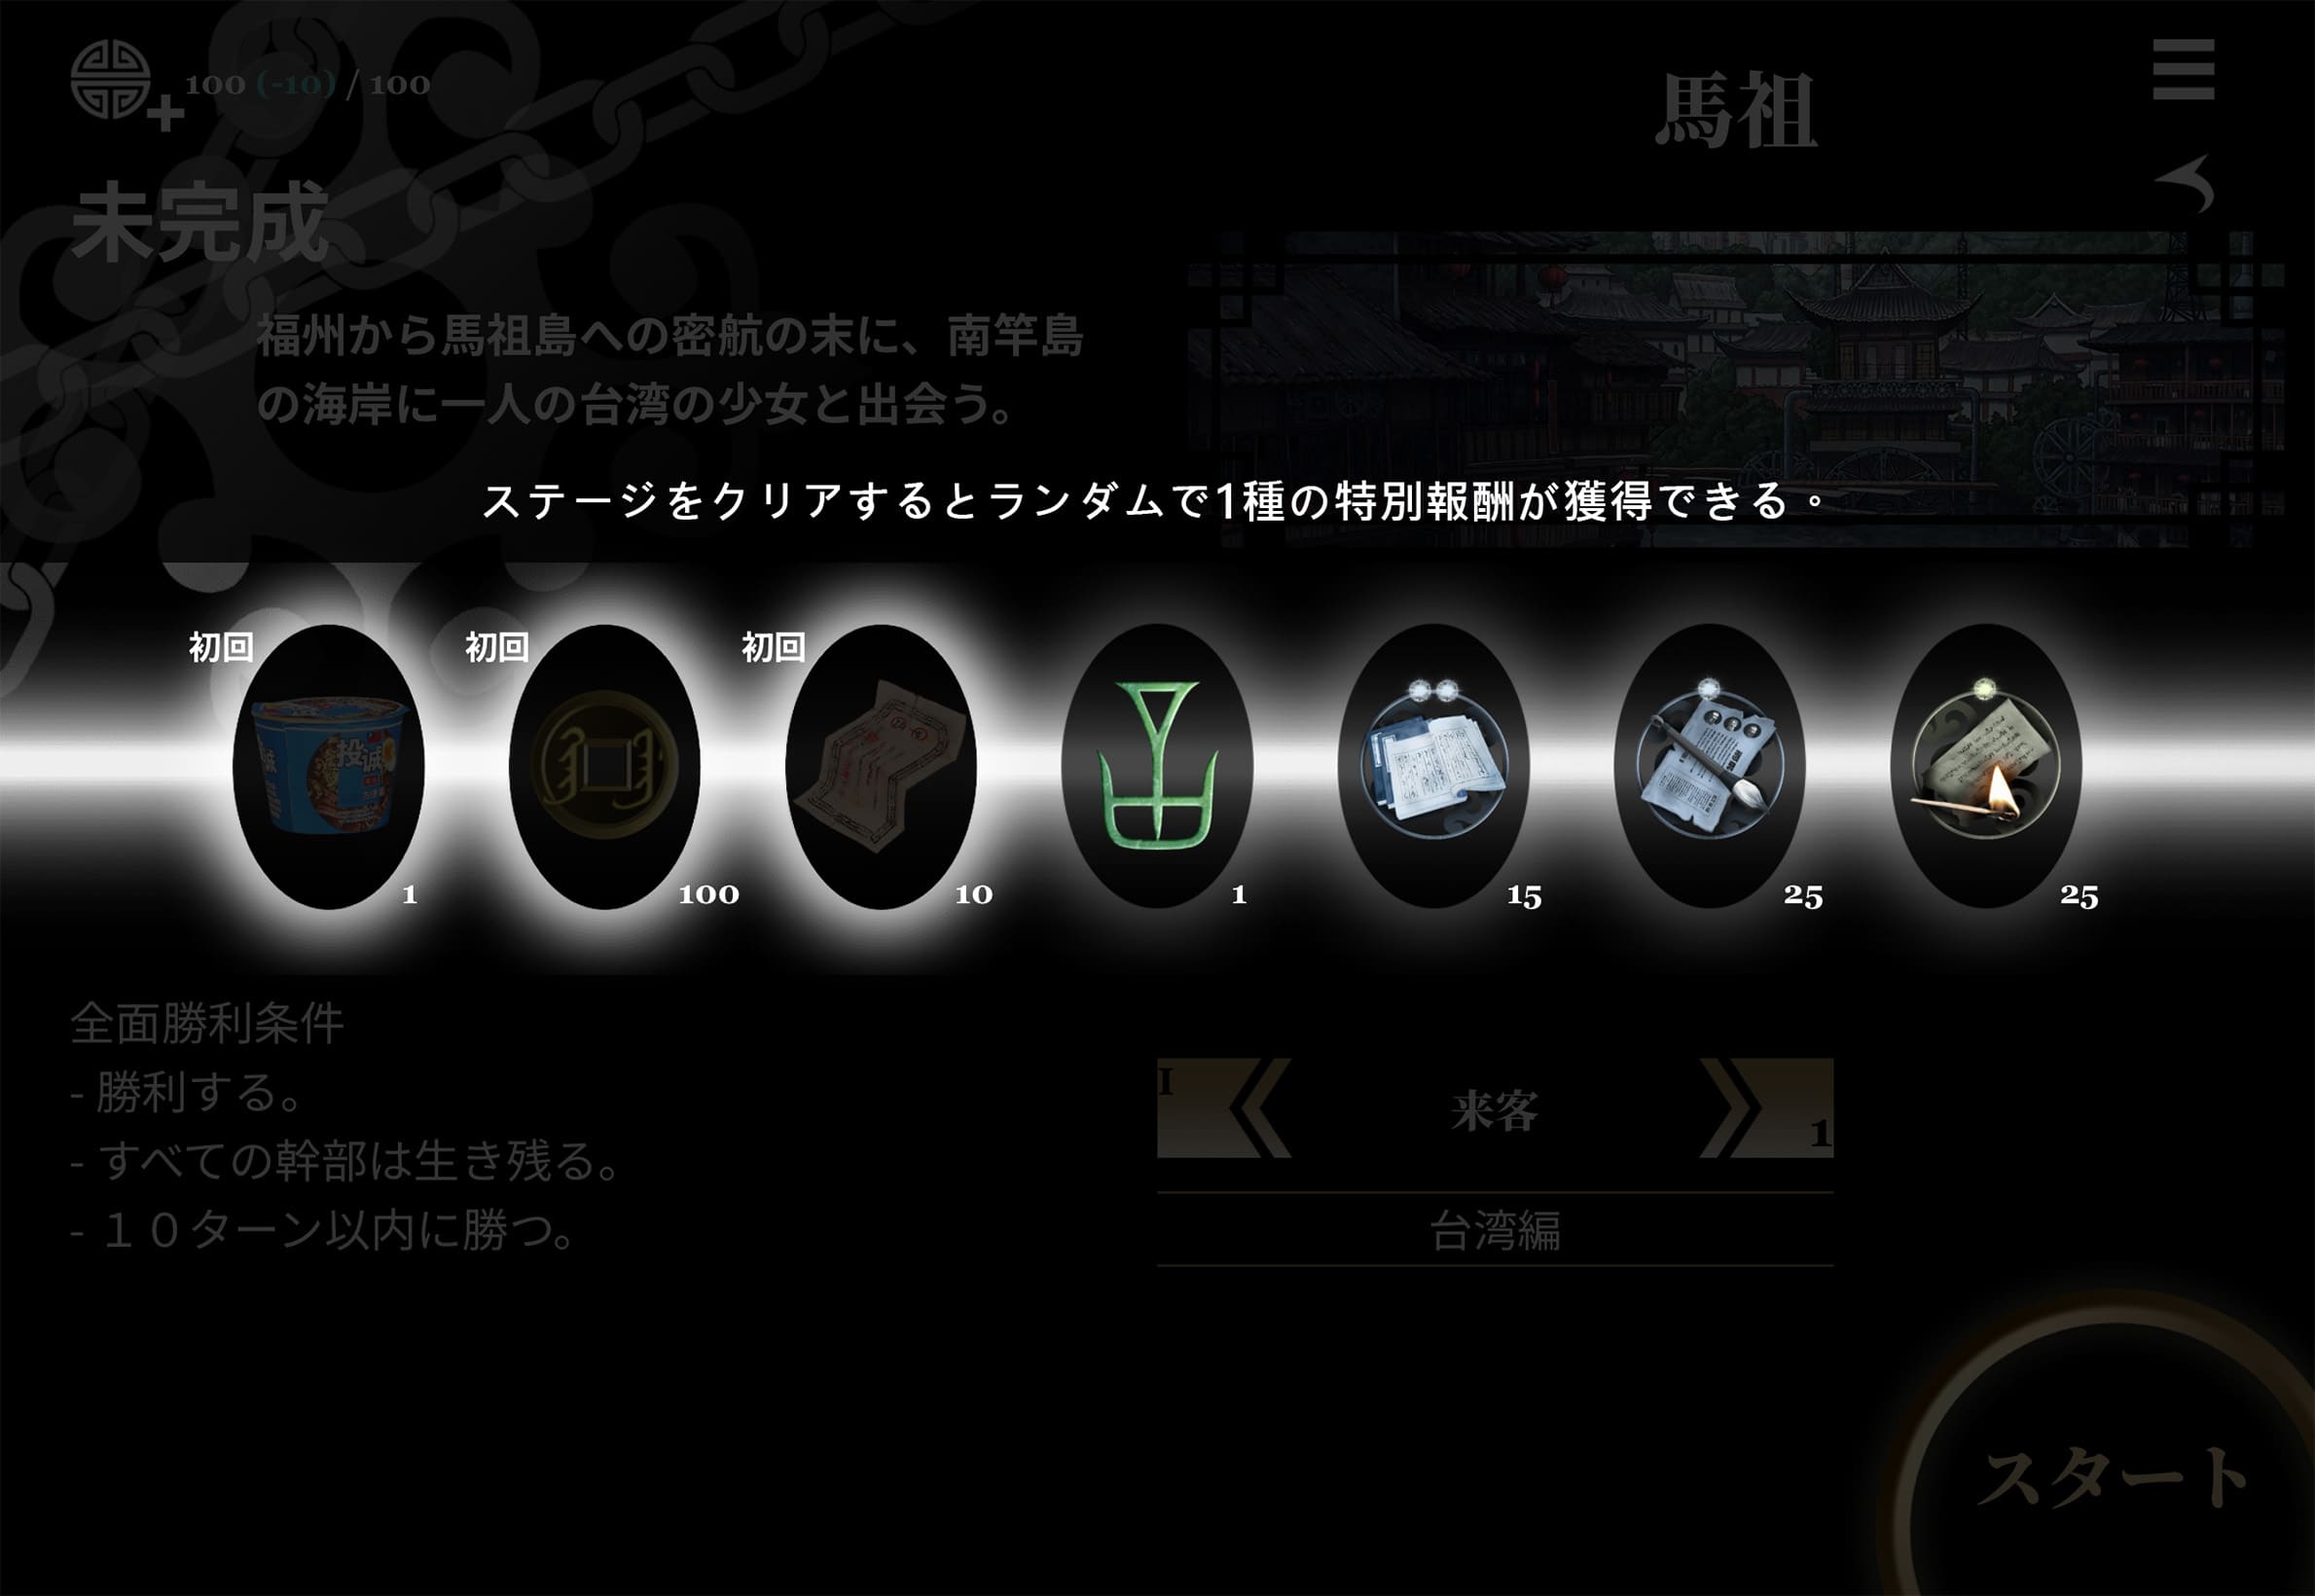 100 (-10) / 100
馬祖
未完成
福州から馬祖島への密航の末に、南竿島
の海岸に一人の台湾の少女と出会う。
ステージをクリアするとランダムで1種の特別報酬が獲得できる。
初回
初回
初回
投诚
1
100
10
1
15
25
25
全面勝利条件
- 勝利する。
- すべての幹部は生き残る。
- １０ターン以内に勝つ。
I
来客
1
台湾編
スタート